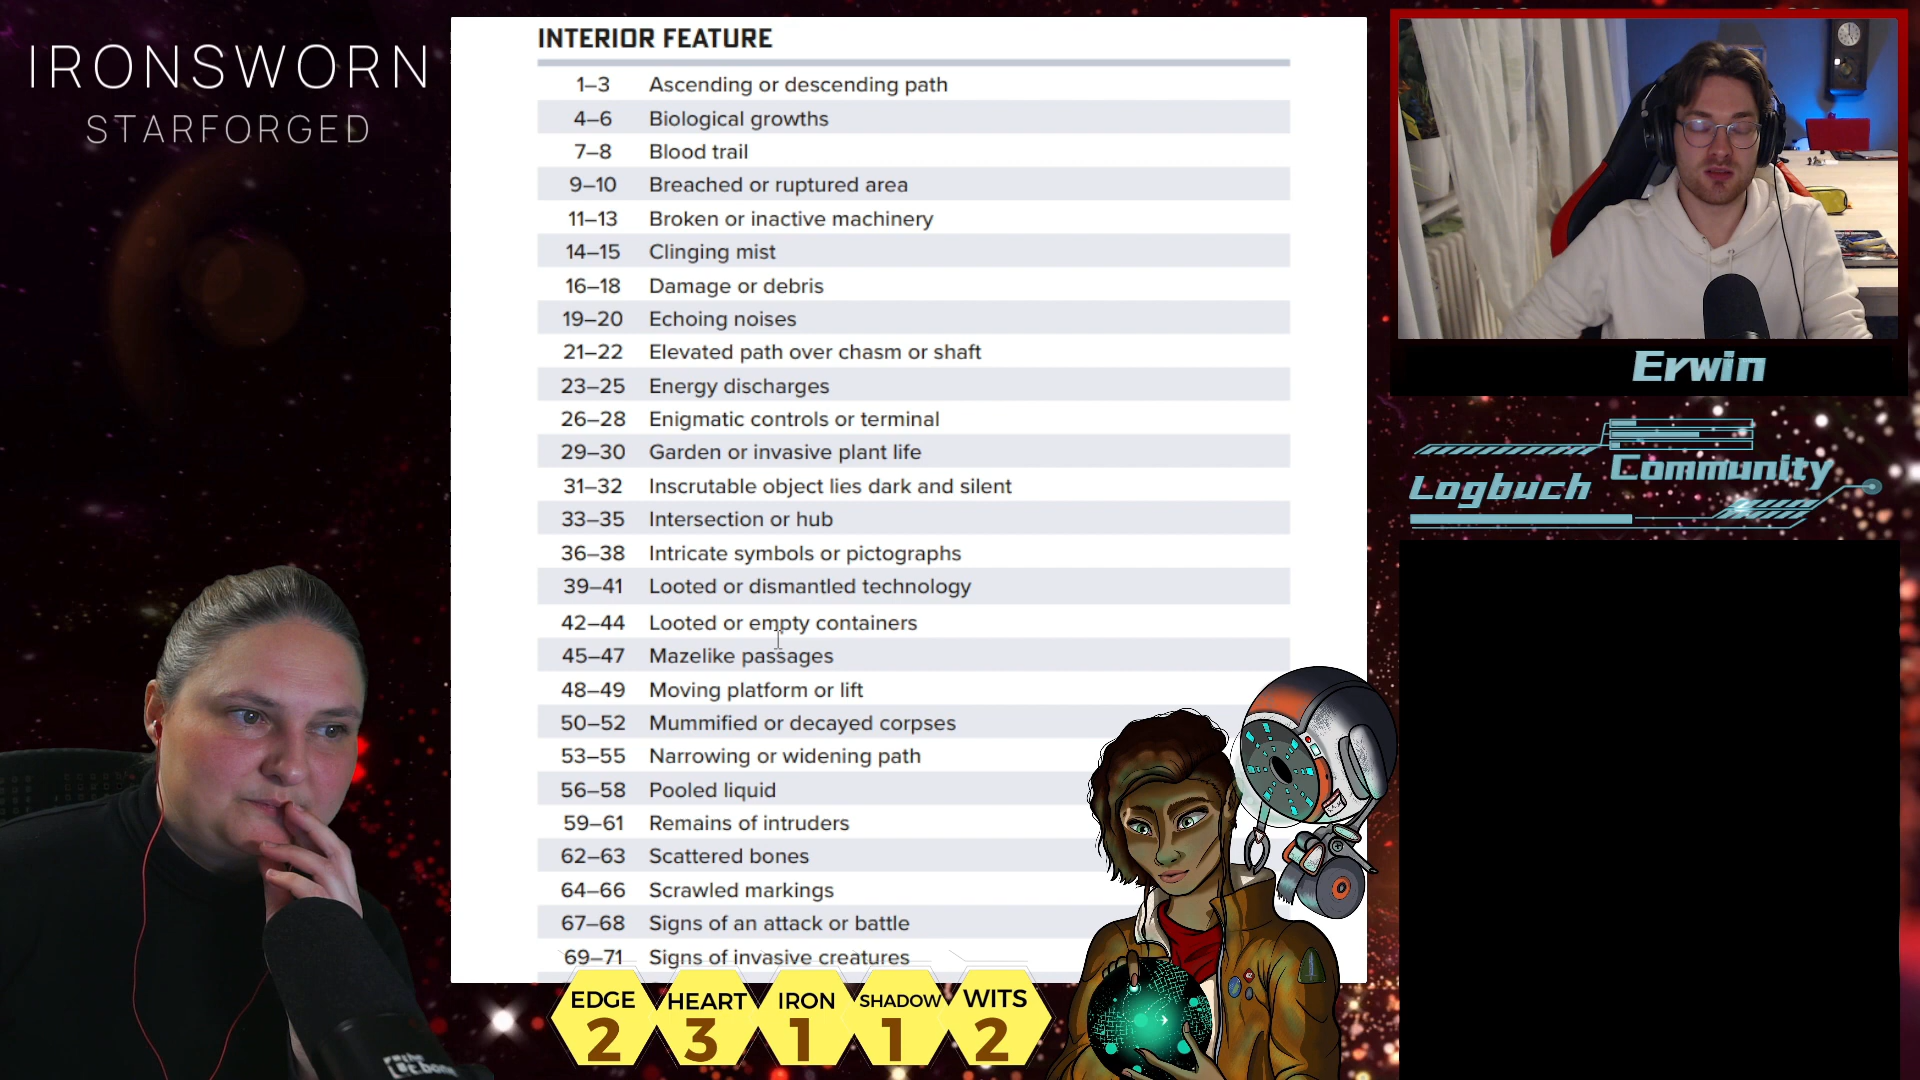 IRONSWORN
STARFORGED
INTERIOR FEATURE
1–3 Ascending or descending path
4–6 Biological growths
7–8 Blood trail
9–10 Breached or ruptured area
11–13 Broken or inactive machinery
14–15 Clinging mist
16–18 Damage or debris
19–20 Echoing noises
21–22 Elevated path over chasm or shaft
23–25 Energy discharges
26–28 Enigmatic controls or terminal
29–30 Garden or invasive plant life
31–32 Inscrutable object lies dark and silent
33–35 Intersection or hub
36–38 Intricate symbols or pictographs
39–41 Looted or dismantled technology
42–44 Looted or empty containers
45–47 Mazelike passages
48–49 Moving platform or lift
50–52 Mummified or decayed corpses
53–55 Narrowing or widening path
56–58 Pooled liquid
59–61 Remains of intruders
62–63 Scattered bones
64–66 Scrawled markings
67–68 Signs of an attack or battle
69–71 Signs of invasive creatures
EDGE HEART IRON SHADOW WITS
2 3 1 1 2
Erwin
Logbuch Community